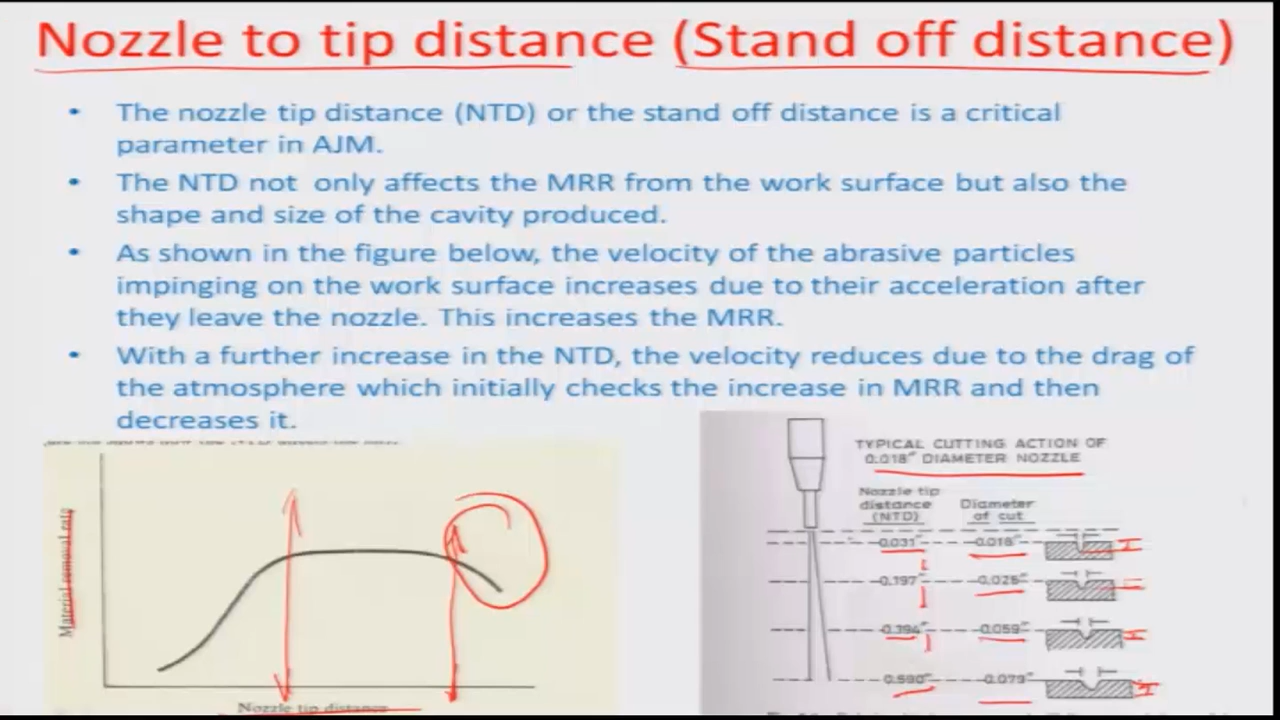 Nozzle to tip distance (Stand off distance)
• The nozzle tip distance (NTD) or the stand off distance is a critical
parameter in AJM.
• The NTD not only affects the MRR from the work surface but also the
shape and size of the cavity produced.
• As shown in the figure below, the velocity of the abrasive particles
impinging on the work surface increases due to their acceleration after
they leave the nozzle. This increases the MRR.
• With a further increase in the NTD, the velocity reduces due to the drag of
the atmosphere which initially checks the increase in MRR and then
decreases it.
Material removal rate
Nozzle tip distance
TYPICAL CUTTING ACTION OF
0.018" DIAMETER NOZZLE
Nozzle tip
distance
(NTD)
Diameter
of cut
0.031" 0.018"
0.197" 0.026"
0.394" 0.059"
0.590" 0.079"